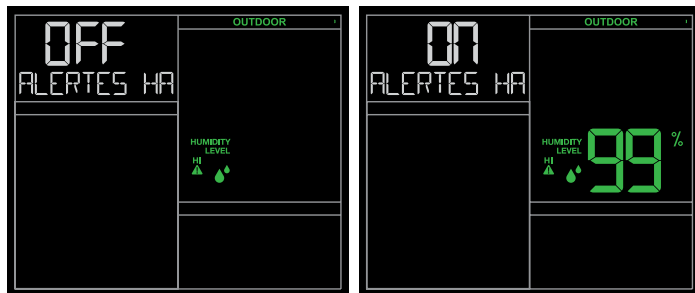 OFF
ALERTES HA
OUTDOOR
HUMIDITY
LEVEL
HI
ON
ALERTES HA
OUTDOOR
HUMIDITY
LEVEL
HI
99 %